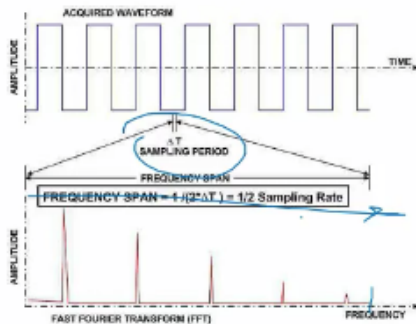 ACQUIRED WAVEFORM
AMPLITUDE
TIME
ΔT
SAMPLING PERIOD
FREQUENCY SPAN
FREQUENCY SPAN = 1 /(2*ΔT ) = 1/2 Sampling Rate
AMPLITUDE
FREQUENCY
FAST FOURIER TRANSFORM (FFT)